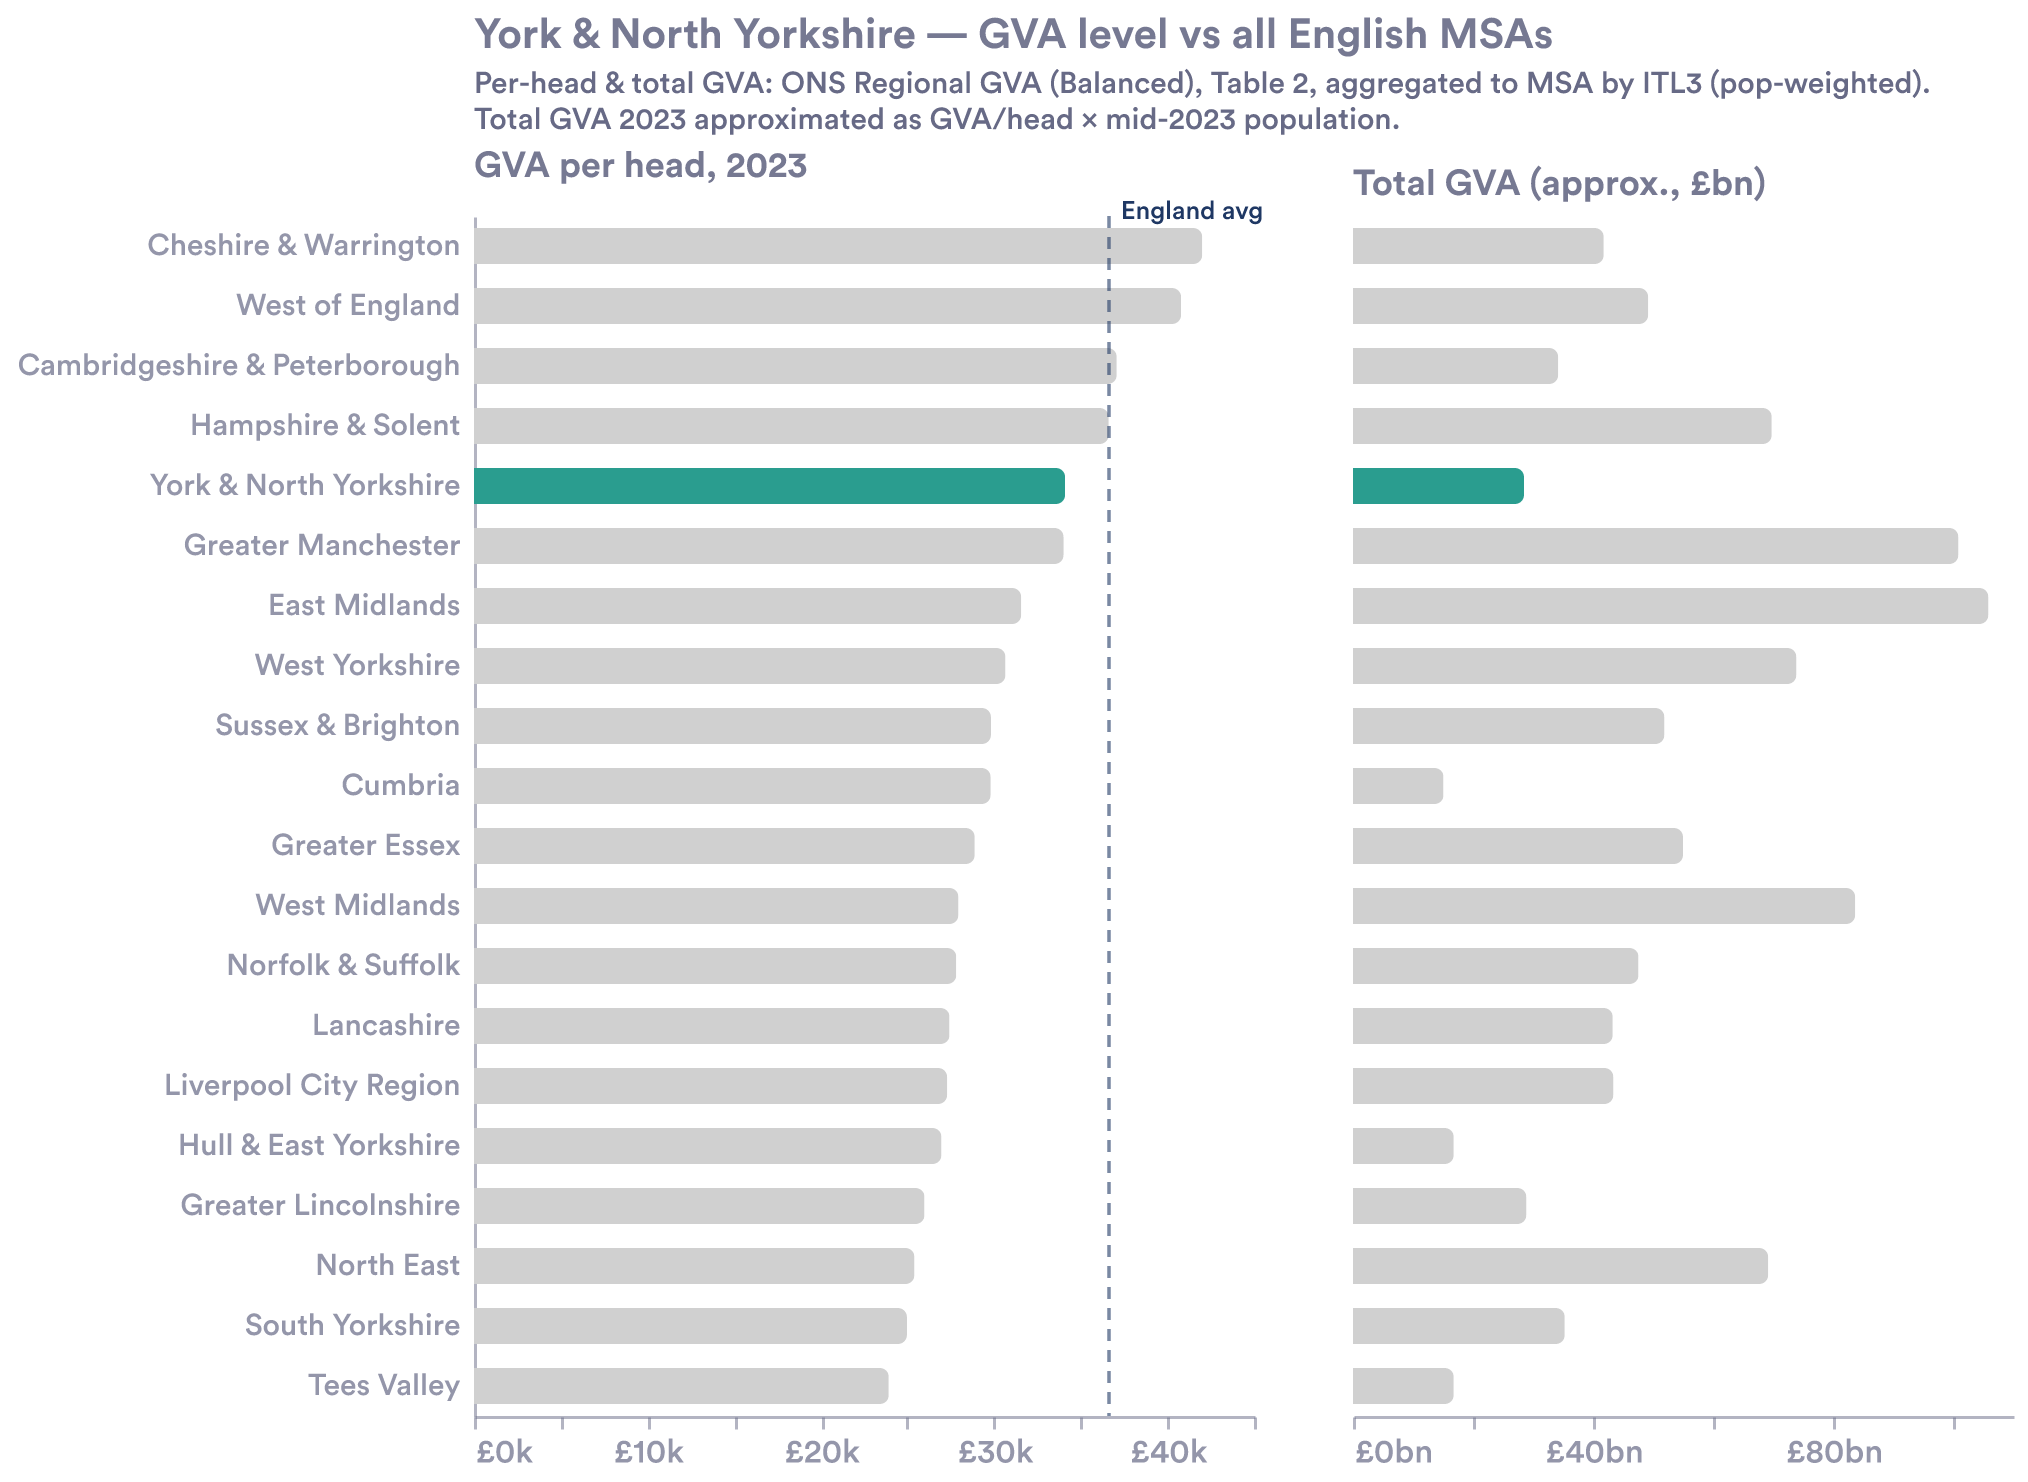 York & North Yorkshire — GVA level vs all English MSAs
Per-head & total GVA: ONS Regional GVA (Balanced), Table 2, aggregated to MSA by ITL3 (pop-weighted).
Total GVA 2023 approximated as GVA/head × mid-2023 population.
GVA per head, 2023
Total GVA (approx., £bn)
England avg
Cheshire & Warrington
West of England
Cambridgeshire & Peterborough
Hampshire & Solent
York & North Yorkshire
Greater Manchester
East Midlands
West Yorkshire
Sussex & Brighton
Cumbria
Greater Essex
West Midlands
Norfolk & Suffolk
Lancashire
Liverpool City Region
Hull & East Yorkshire
Greater Lincolnshire
North East
South Yorkshire
Tees Valley
£0k £10k £20k £30k £40k
£0bn £40bn £80bn